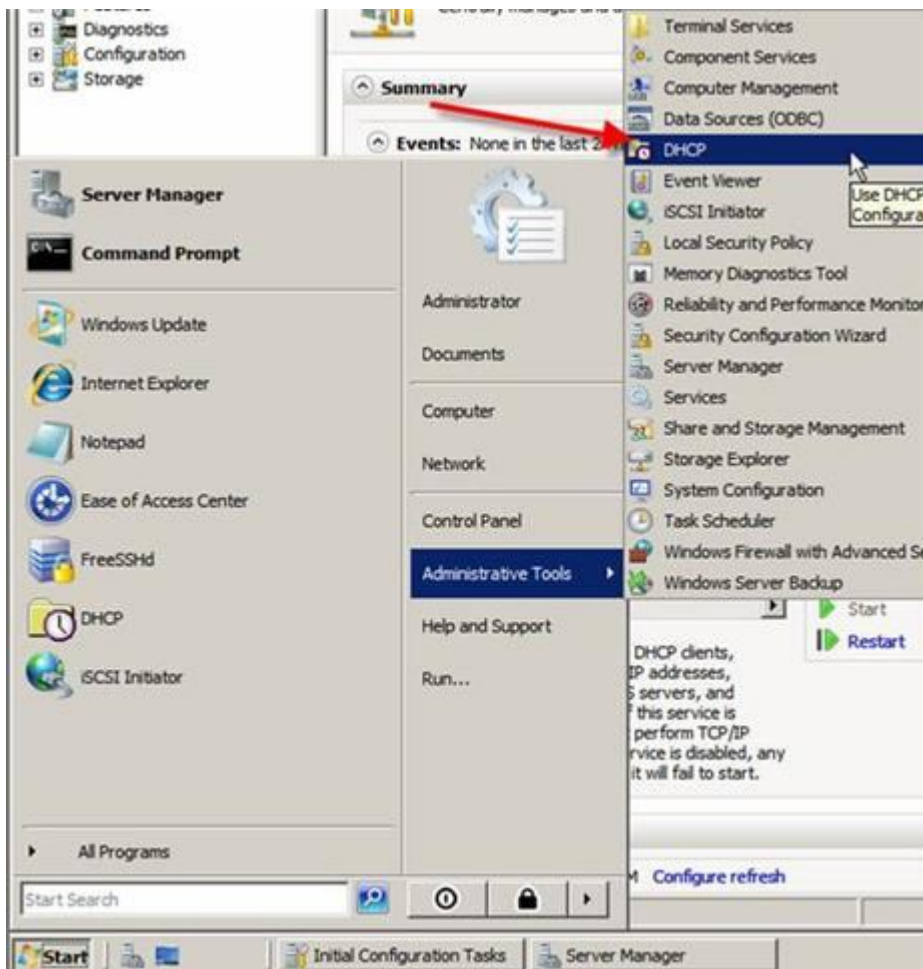 Diagnostics
Configuration
Storage
Summary
Events: None in the last 2
Terminal Services
Component Services
Computer Management
Data Sources (ODBC)
DHCP
Event Viewer
iSCSI Initiator
Local Security Policy
Memory Diagnostics Tool
Reliability and Performance Monitor
Security Configuration Wizard
Server Manager
Services
Share and Storage Management
Storage Explorer
System Configuration
Task Scheduler
Windows Firewall with Advanced Se
Windows Server Backup
Use DHCP
Configura
Server Manager
Command Prompt
Windows Update
Internet Explorer
Notepad
Ease of Access Center
FreeSSHd
DHCP
iSCSI Initiator
All Programs
Start Search
Administrator
Documents
Computer
Network
Control Panel
Administrative Tools
Help and Support
Run...
DHCP clients,
IP addresses,
S servers, and
f this service is
perform TCP/IP
rvice is disabled, any
it will fail to start.
Start
Restart
Configure refresh
Start
Initial Configuration Tasks
Server Manager